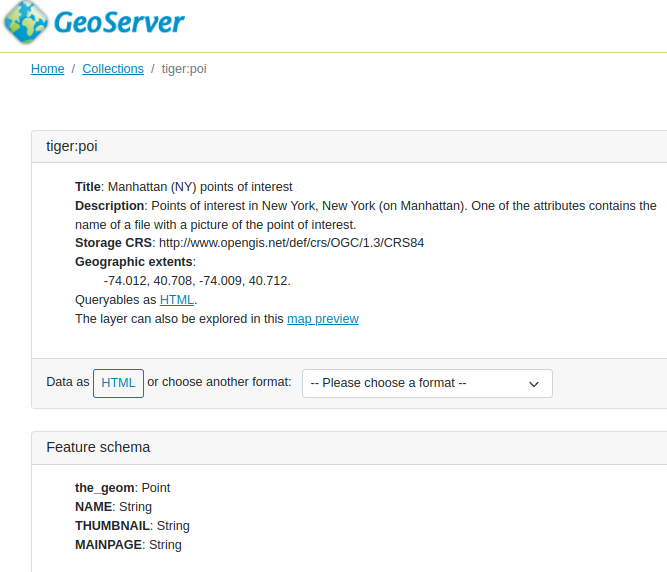 GeoServer
Home / Collections / tiger:poi
tiger:poi
Title: Manhattan (NY) points of interest
Description: Points of interest in New York, New York (on Manhattan). One of the attributes contains the
name of a file with a picture of the point of interest.
Storage CRS: http://www.opengis.net/def/crs/OGC/1.3/CRS84
Geographic extents:
-74.012, 40.708, -74.009, 40.712.
Queryables as HTML.
The layer can also be explored in this map preview
Data as HTML or choose another format: -- Please choose a format --
Feature schema
the_geom: Point
NAME: String
THUMBNAIL: String
MAINPAGE: String